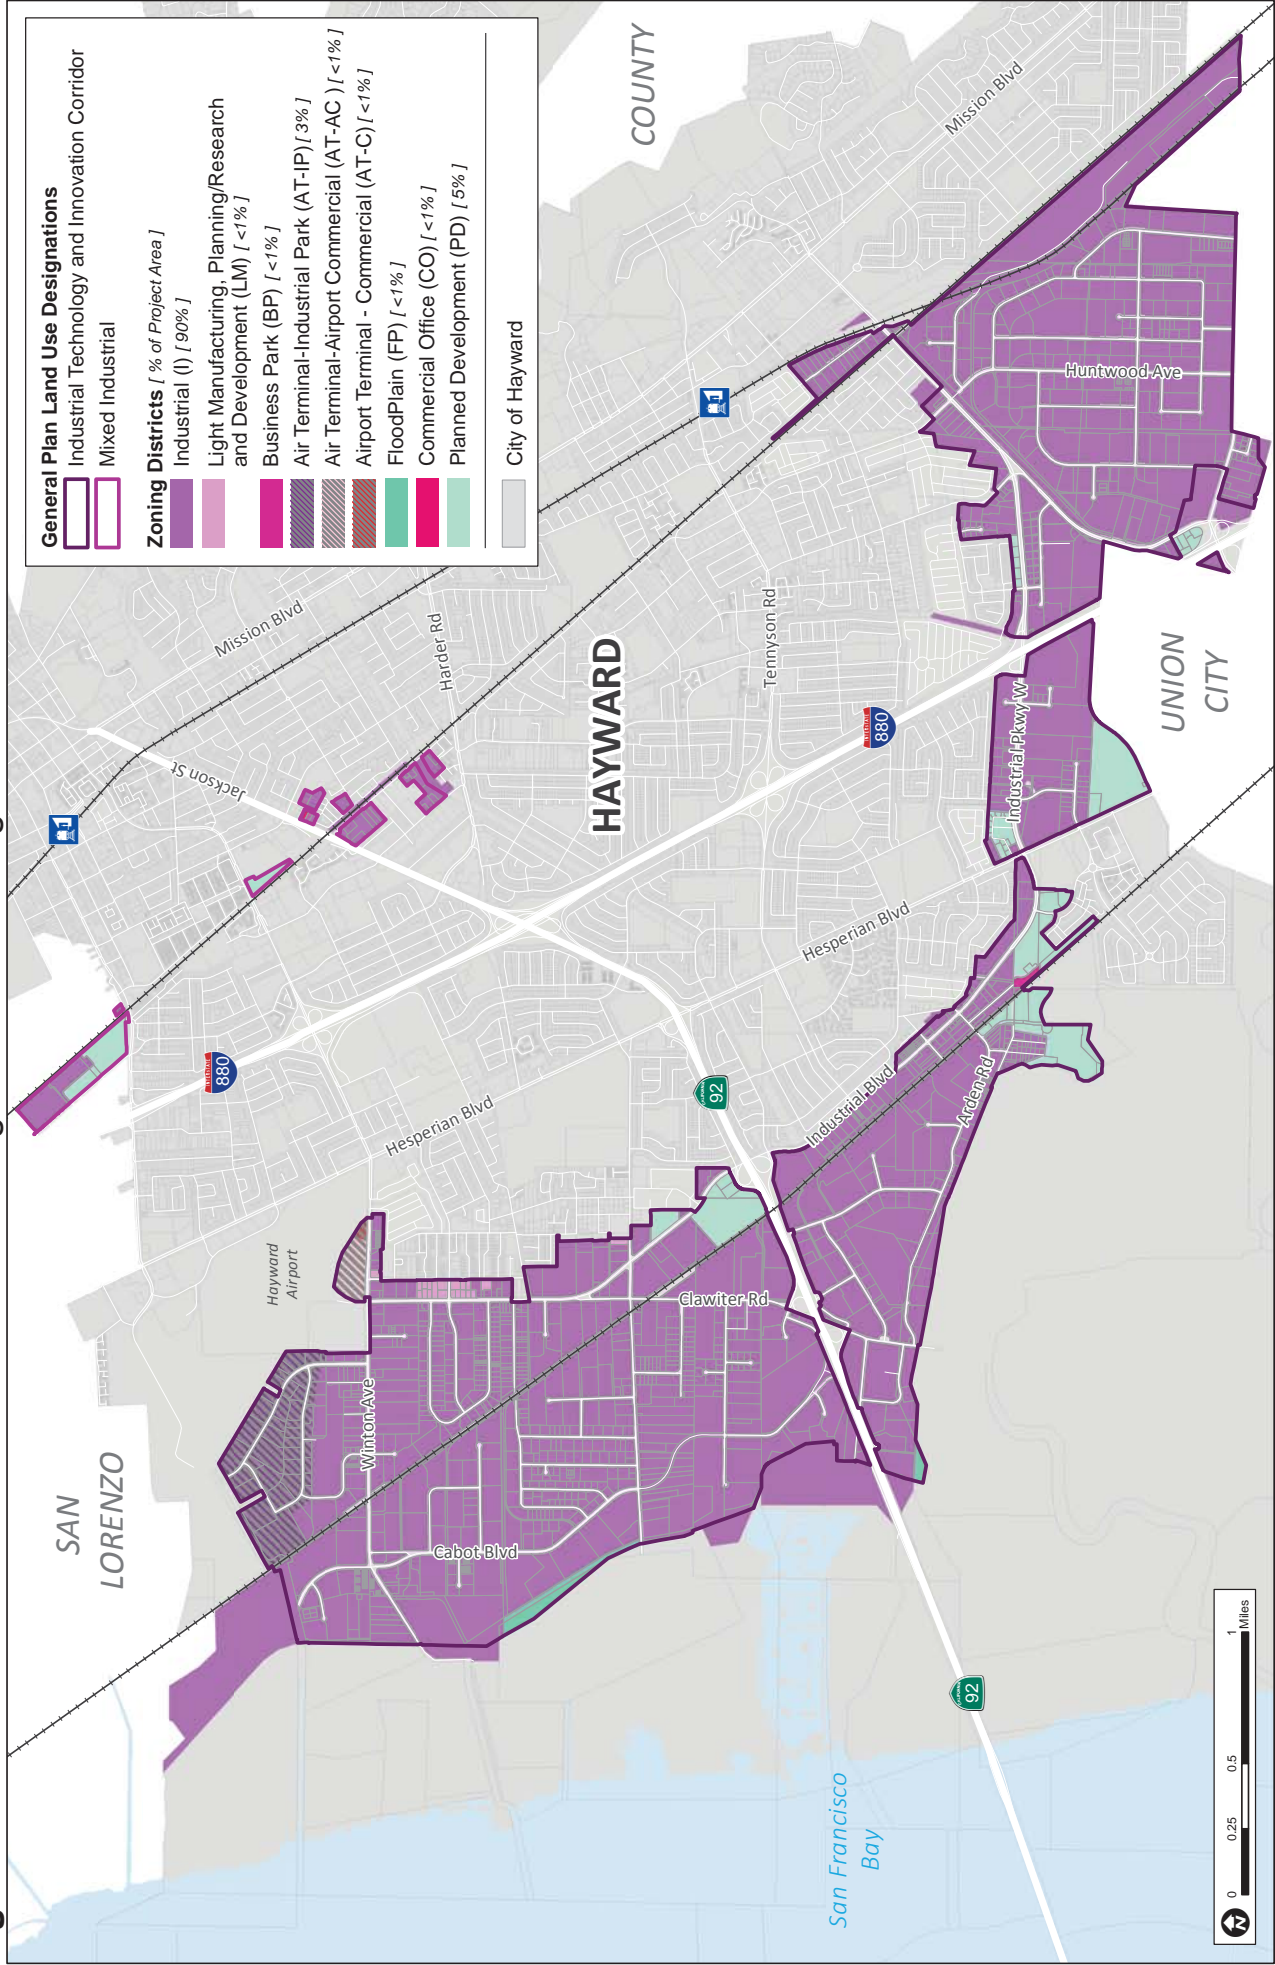 General Plan Land Use Designations
Industrial Technology and Innovation Corridor
Mixed Industrial
Zoning Districts [ % of Project Area ]
Industrial (I) [ 90% ]
Light Manufacturing, Planning/Research
and Development (LM) [ <1% ]
Business Park (BP) [ <1% ]
Air Terminal-Industrial Park (AT-IP) [ 3% ]
Air Terminal-Airport Commercial (AT-AC ) [ <1% ]
Airport Terminal - Commercial (AT-C) [ <1% ]
FloodPlain (FP) [ <1% ]
Commercial Office (CO) [ <1% ]
Planned Development (PD) [ 5% ]
City of Hayward
SAN
LORENZO
Hayward
Airport
Winton Ave
Cabot Blvd
Clawiter Rd
Hesperian Blvd
880
Jackson St
Mission Blvd
Harder Rd
HAYWARD
92
Industrial Blvd
Arden Rd
Hesperian Blvd
Tennyson Rd
880
Industrial Pkwy W
Huntwood Ave
Mission Blvd
COUNTY
UNION
CITY
San Francisco
Bay
92
N
0
0.25
0.5
1
Miles